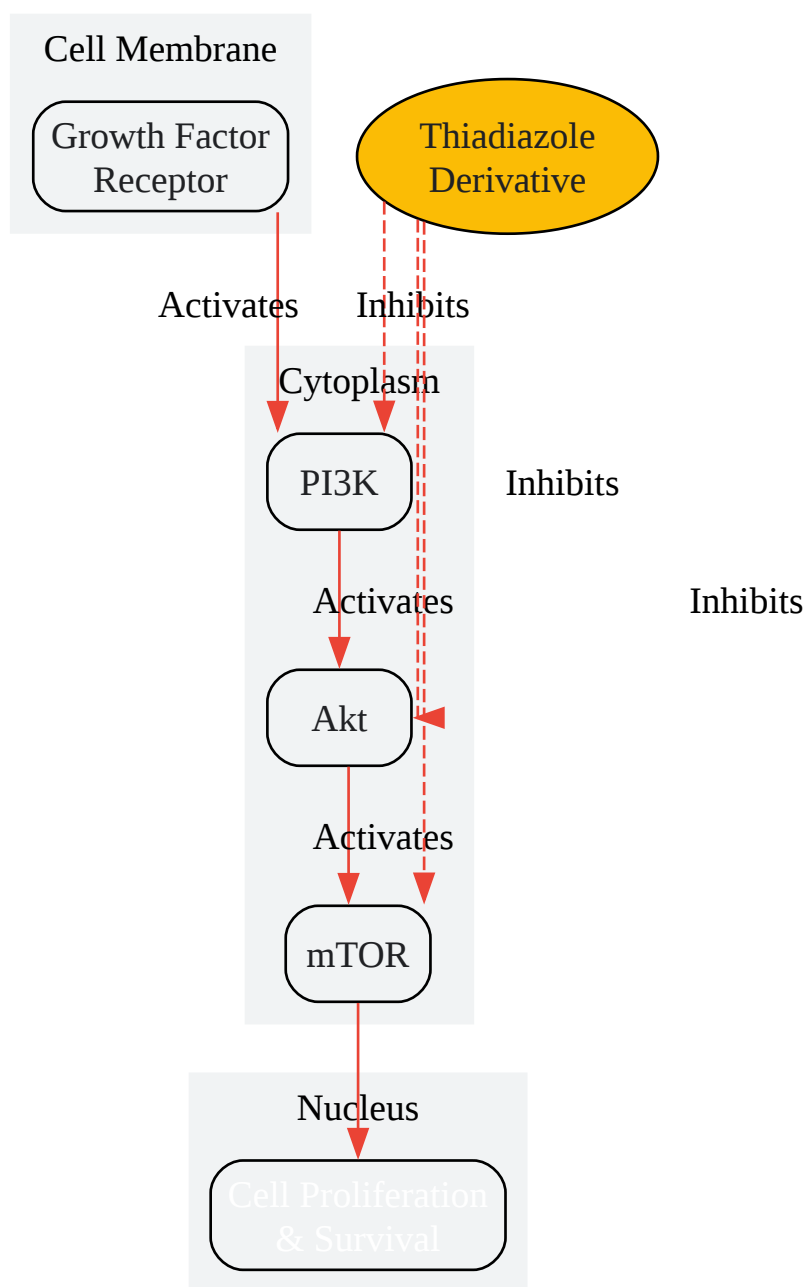 Cell Membrane
Growth Factor
Receptor
Thiadiazole
Derivative
Activates
Inhibits
Cytoplasm
PI3K
Inhibits
Activates
Inhibits
Akt
Activates
mTOR
Nucleus
Cell Proliferation
& Survival